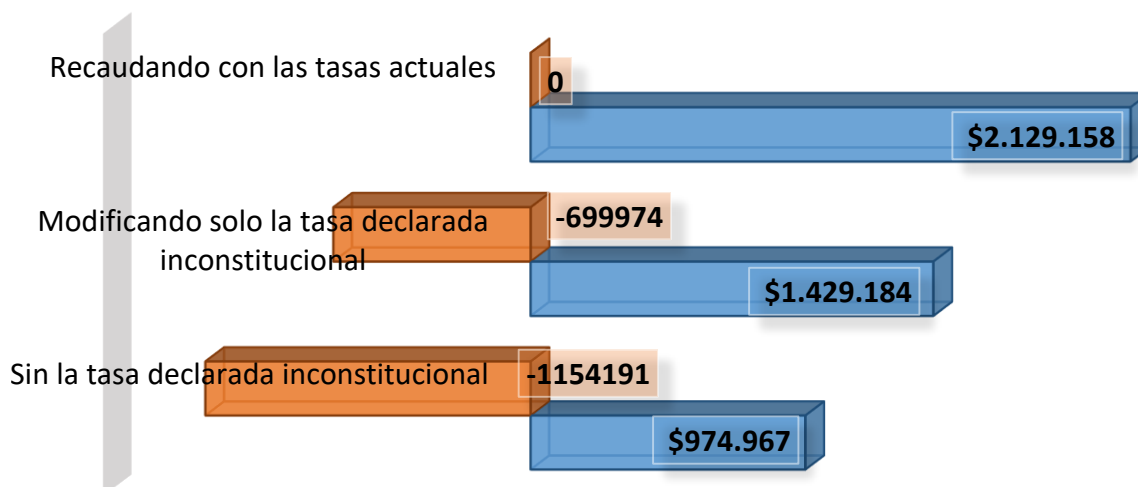 Recaudando con las tasas actuales
0
$2.129.158
Modificando solo la tasa declarada
inconstitucional
-699974
$1.429.184
Sin la tasa declarada inconstitucional
-1154191
$974.967